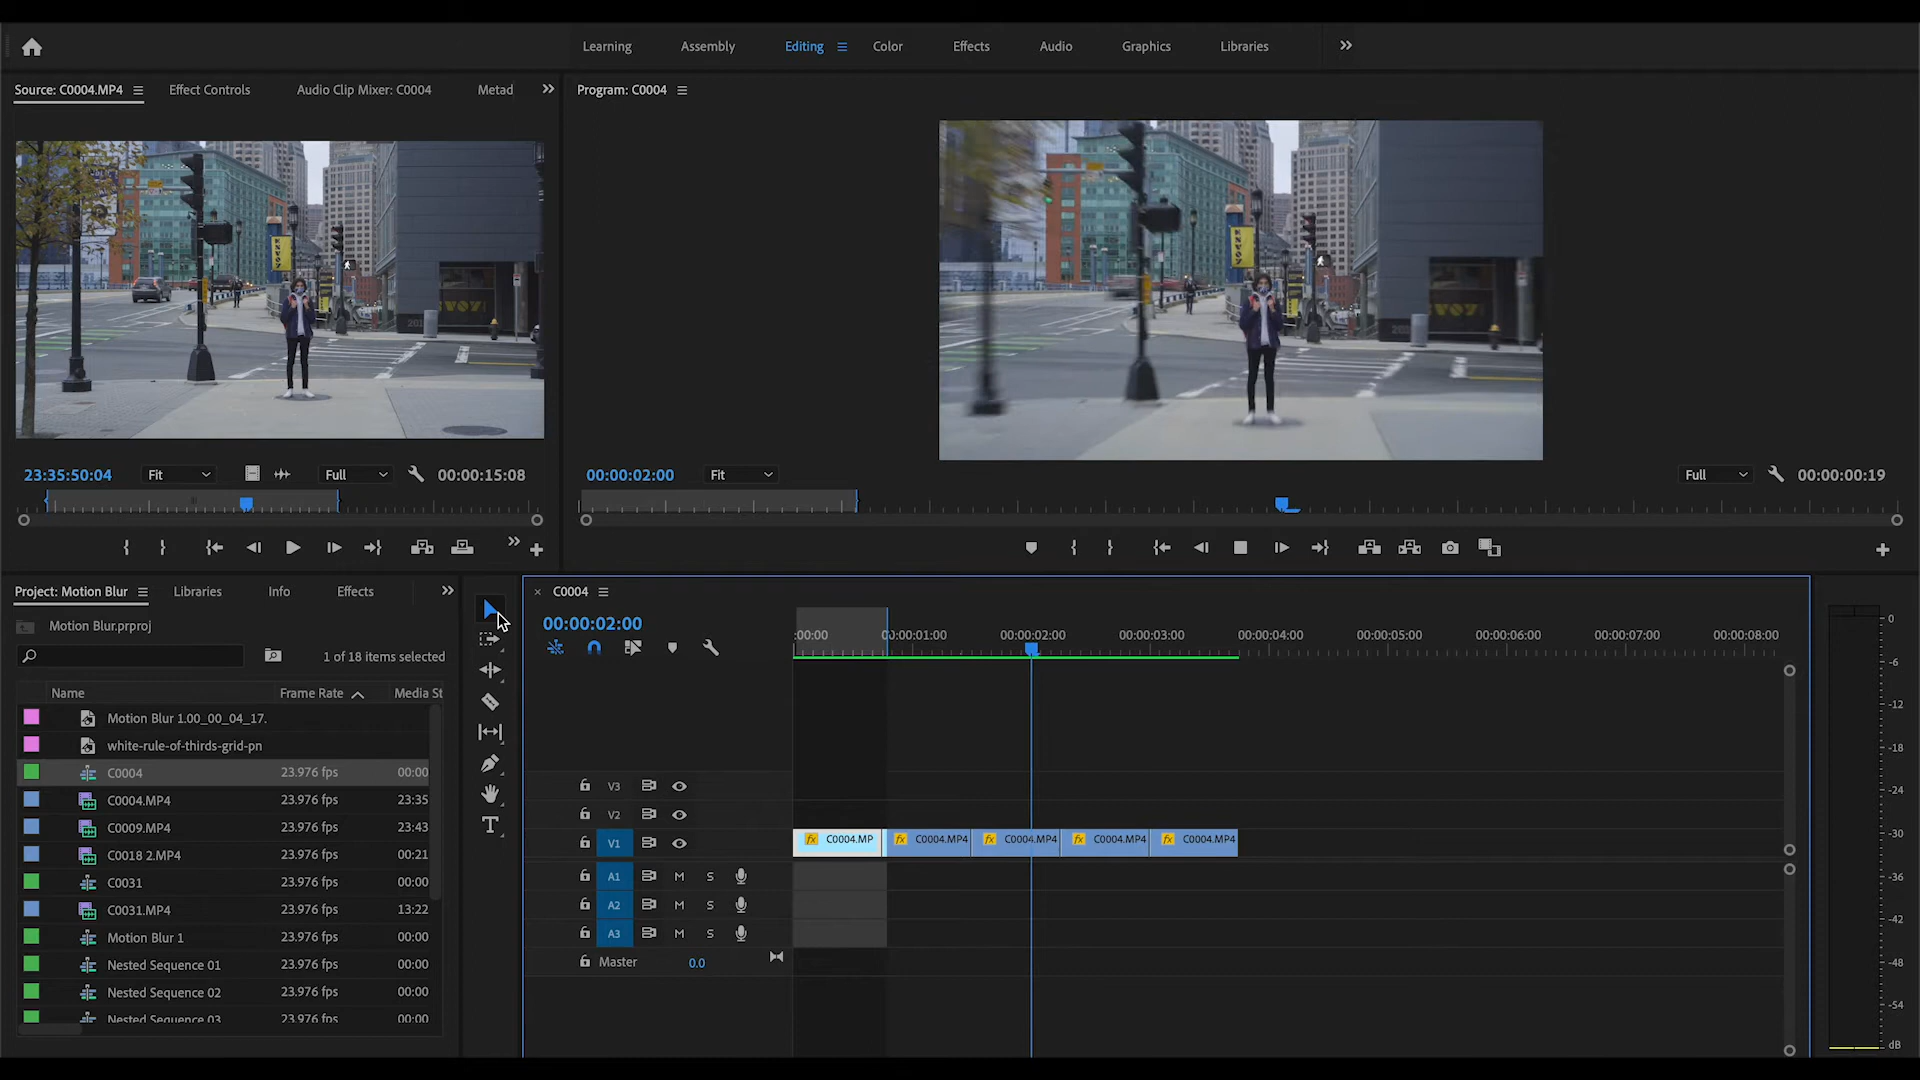 Learning Assembly Editing Color Effects Audio Graphics Libraries
Source: C0004.MP4 Effect Controls Audio Clip Mixer: C0004 Metad
Program: C0004
ENVOY
23:35:50:04 Fit Full 00:00:15:08
00:00:02:00 Fit Full 00:00:00:19
Project: Motion Blur Libraries Info Effects
Motion Blur.prproj
1 of 18 items selected
Name Frame Rate Media St
Motion Blur 1.00_00_04_17.
white-rule-of-thirds-grid-pn
C0004 23.976 fps 00:00
C0004.MP4 23.976 fps 23:35
C0009.MP4 23.976 fps 23:43
C0018 2.MP4 23.976 fps 00:21
C0031 23.976 fps 00:00
C0031.MP4 23.976 fps 13:22
Motion Blur 1 23.976 fps 00:00
Nested Sequence 01 23.976 fps 00:00
Nested Sequence 02 23.976 fps 00:00
Nested Sequence 03 23.976 fps 00:00
T
× C0004
00:00:02:00
:00:00 00:00:01:00 00:00:02:00 00:00:03:00 00:00:04:00 00:00:05:00 00:00:06:00 00:00:07:00 00:00:08:00
V3
V2
V1 fx C0004.MP fx C0004.MP4 fx C0004.MP4 fx C0004.MP4 fx C0004.MP4
A1 M S
A2 M S
A3 M S
Master 0.0
0
-6
-12
-18
-24
-30
-36
-42
-48
-54
dB